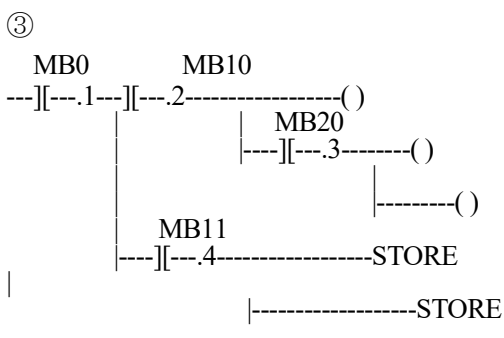 ③
MB0 MB10
---][---.1---][---.2------------------( )
| | MB20
| |----][---.3--------( )
| |
| |---------( )
| MB11
|----][---.4------------------STORE
|
|-------------------STORE